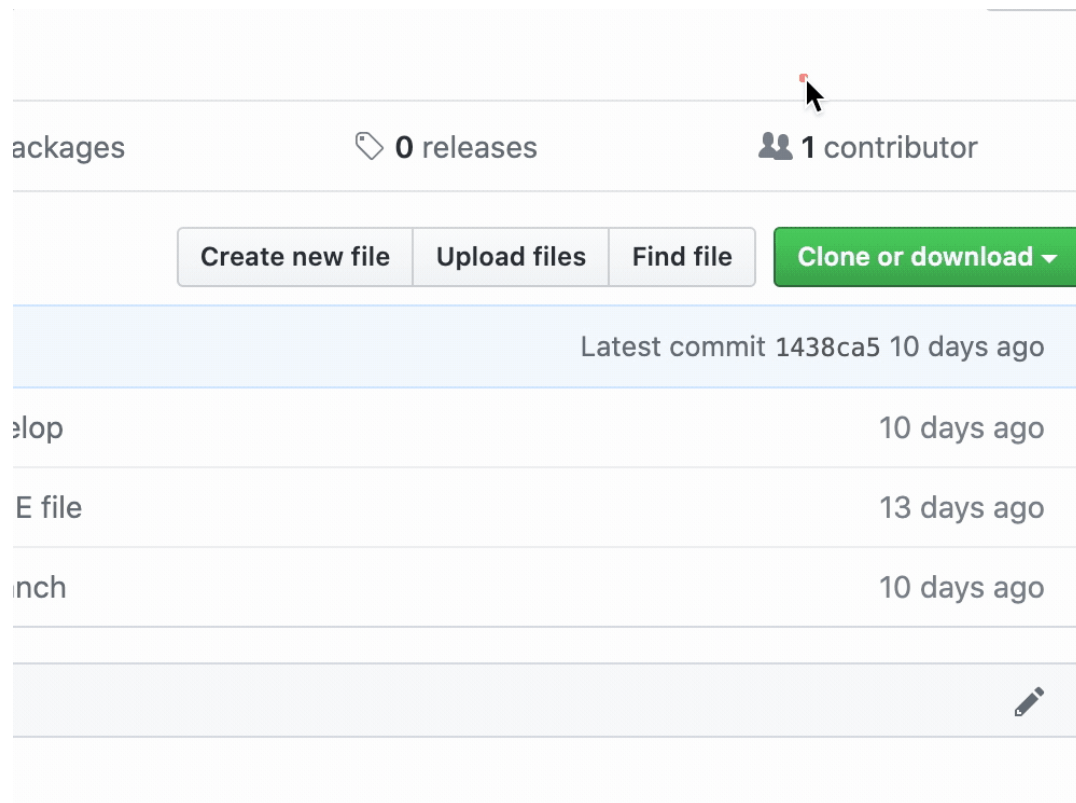 ackages 0 releases 1 contributor
Create new file Upload files Find file Clone or download
Latest commit 1438ca5 10 days ago
elop 10 days ago
E file 13 days ago
anch 10 days ago